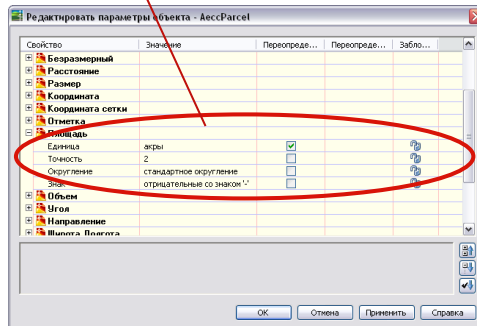 Редактировать параметры объекта - AeccParcel
Свойство Значение Переопреде... Переопреде... Забло...
Безразмерный
Расстояние
Размер
Координата
Координата сетки
Отметка
Площадь
Единица акры
Точность 2
Округление стандартное округление
Знак отрицательные со знаком '-'
Объем
Угол
Направление
Широта Долгота
OK Отмена Применить Справка